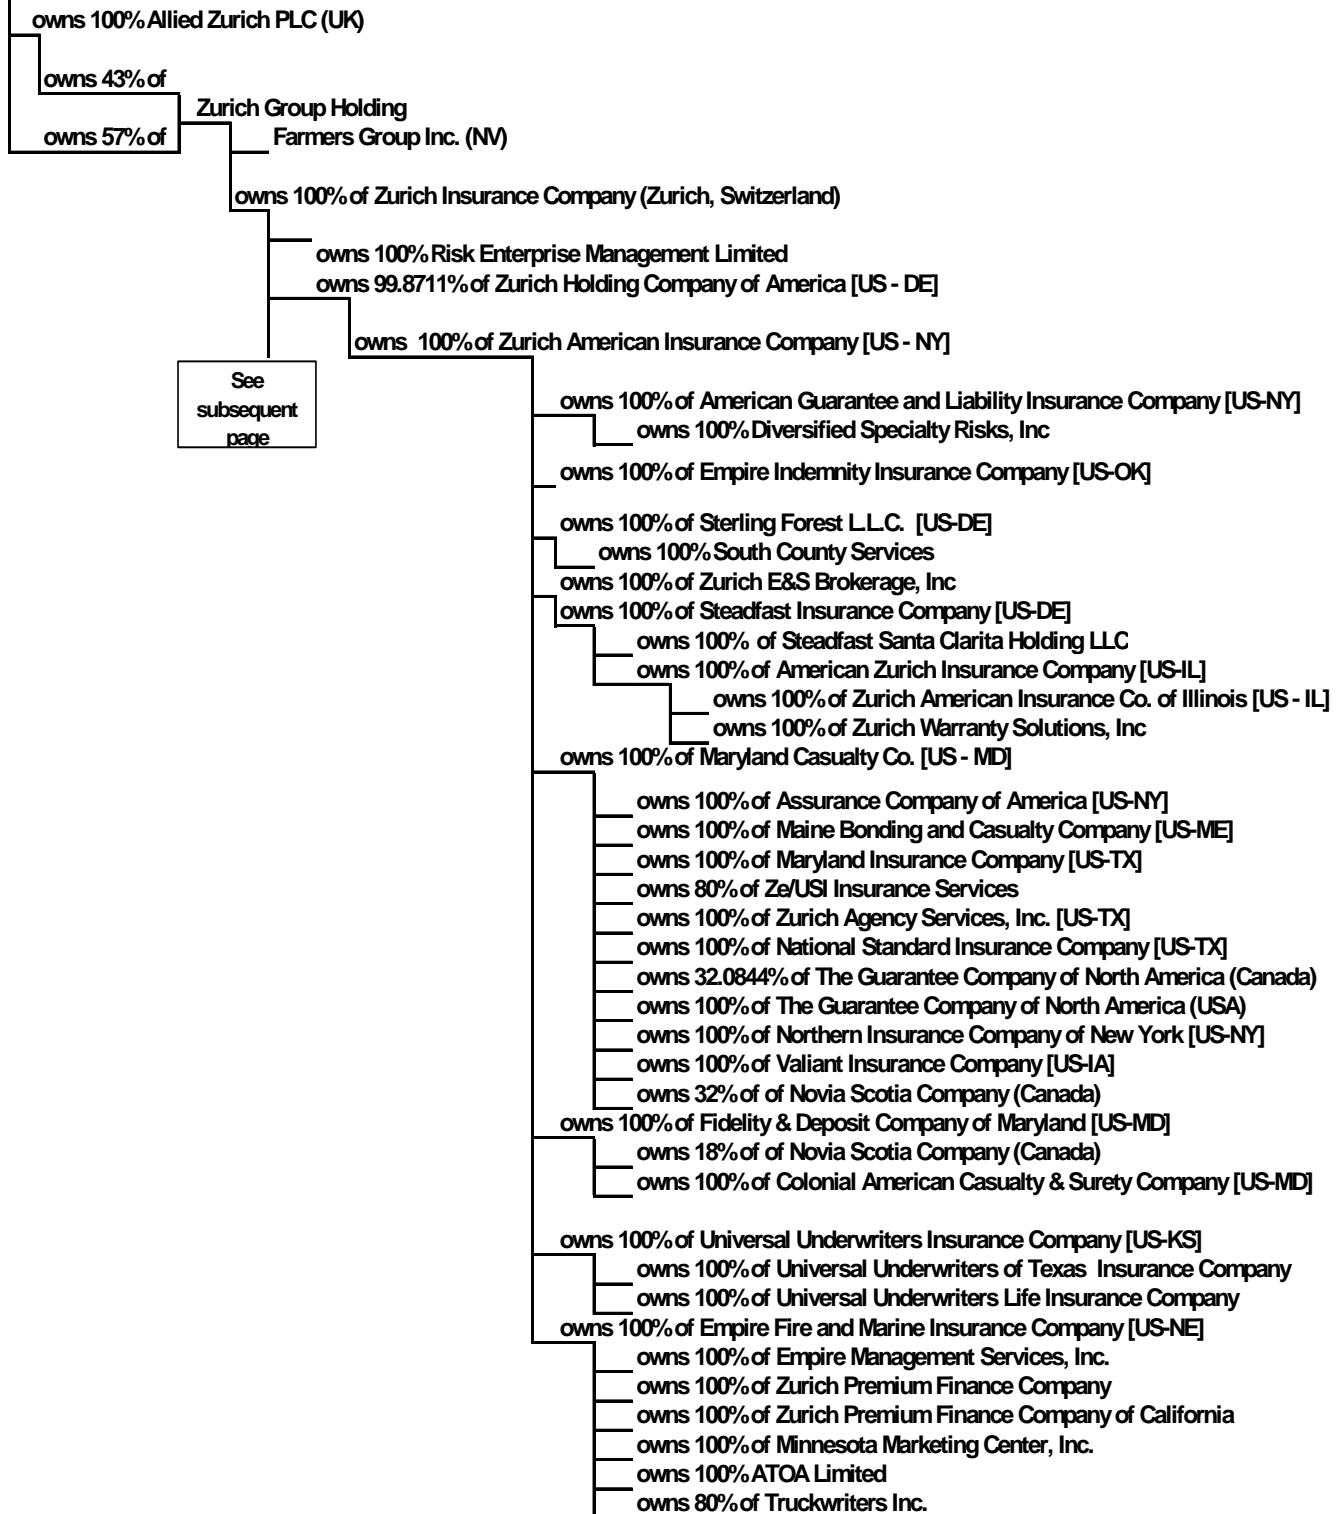 owns 100% Allied Zurich PLC (UK)
owns 43% of
Zurich Group Holding
owns 57% of
Farmers Group Inc. (NV)
owns 100% of Zurich Insurance Company (Zurich, Switzerland)
owns 100% Risk Enterprise Management Limited
owns 99.8711% of Zurich Holding Company of America [US - DE]
owns 100% of Zurich American Insurance Company [US - NY]
See
subsequent
page
owns 100% of American Guarantee and Liability Insurance Company [US-NY]
owns 100% Diversified Specialty Risks, Inc
owns 100% of Empire Indemnity Insurance Company [US-OK]
owns 100% of Sterling Forest L.L.C. [US-DE]
owns 100% South County Services
owns 100% of Zurich E&S Brokerage, Inc
owns 100% of Steadfast Insurance Company [US-DE]
owns 100% of Steadfast Santa Clarita Holding LLC
owns 100% of American Zurich Insurance Company [US-IL]
owns 100% of Zurich American Insurance Co. of Illinois [US - IL]
owns 100% of Zurich Warranty Solutions, Inc
owns 100% of Maryland Casualty Co. [US - MD]
owns 100% of Assurance Company of America [US-NY]
owns 100% of Maine Bonding and Casualty Company [US-ME]
owns 100% of Maryland Insurance Company [US-TX]
owns 80% of Ze/USI Insurance Services
owns 100% of Zurich Agency Services, Inc. [US-TX]
owns 100% of National Standard Insurance Company [US-TX]
owns 32.0844% of The Guarantee Company of North America (Canada)
owns 100% of The Guarantee Company of North America (USA)
owns 100% of Northern Insurance Company of New York [US-NY]
owns 100% of Valiant Insurance Company [US-IA]
owns 32% of of Novia Scotia Company (Canada)
owns 100% of Fidelity & Deposit Company of Maryland [US-MD]
owns 18% of of Novia Scotia Company (Canada)
owns 100% of Colonial American Casualty & Surety Company [US-MD]
owns 100% of Universal Underwriters Insurance Company [US-KS]
owns 100% of Universal Underwriters of Texas Insurance Company
owns 100% of Universal Underwriters Life Insurance Company
owns 100% of Empire Fire and Marine Insurance Company [US-NE]
owns 100% of Empire Management Services, Inc.
owns 100% of Zurich Premium Finance Company
owns 100% of Zurich Premium Finance Company of California
owns 100% of Minnesota Marketing Center, Inc.
owns 100% ATOA Limited
owns 80% of Truckwriters Inc.